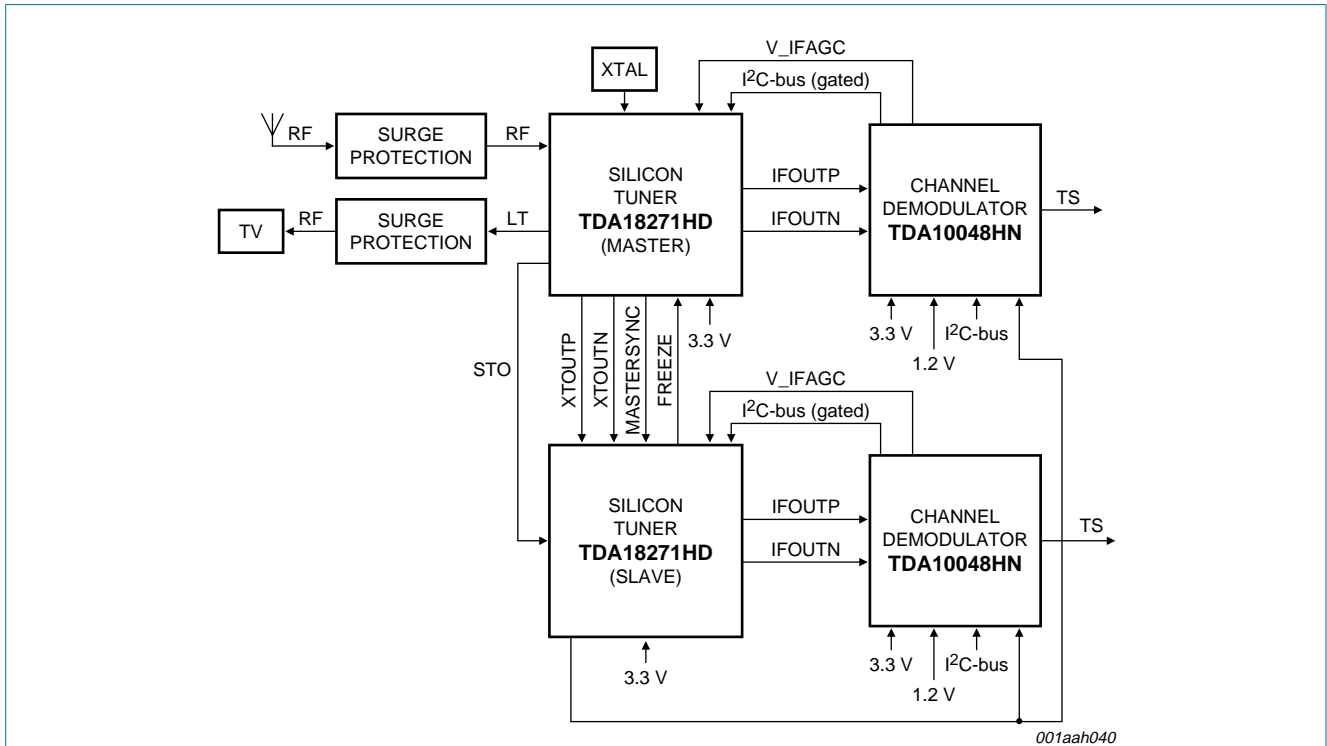 V_IFAGC
XTAL
I²C-bus (gated)
RF
SURGE
PROTECTION
RF
SILICON
TUNER
TDA18271HD
(MASTER)
IFOUTP
IFOUTN
CHANNEL
DEMODULATOR
TDA10048HN
TS
TV
RF
SURGE
PROTECTION
LT
STO
XTOUTP
XTOUTN
MASTERSYNC
FREEZE
3.3 V
3.3 V
1.2 V
I²C-bus
V_IFAGC
I²C-bus (gated)
SILICON
TUNER
TDA18271HD
(SLAVE)
IFOUTP
IFOUTN
CHANNEL
DEMODULATOR
TDA10048HN
TS
3.3 V
3.3 V
1.2 V
I²C-bus
001aah040